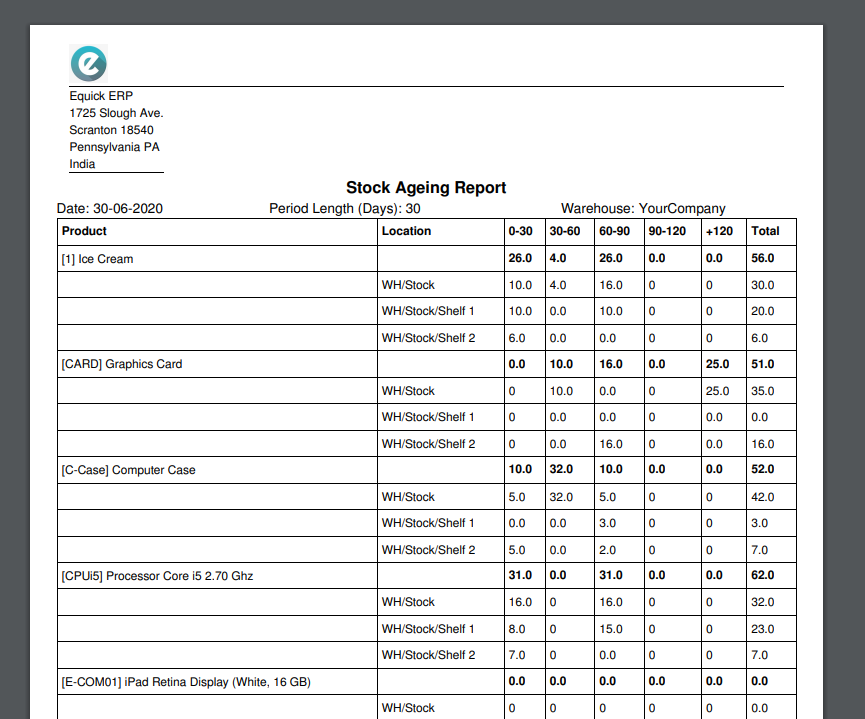 Equick ERP
1725 Slough Ave.
Scranton 18540
Pennsylvania PA
India
Stock Ageing Report
Date: 30-06-2020 Period Length (Days): 30 Warehouse: YourCompany
Product Location 0-30 30-60 60-90 90-120 +120 Total
[1] Ice Cream 26.0 4.0 26.0 0.0 0.0 56.0
WH/Stock 10.0 4.0 16.0 0 0 30.0
WH/Stock/Shelf 1 10.0 0.0 10.0 0 0 20.0
WH/Stock/Shelf 2 6.0 0.0 0.0 0 0 6.0
[CARD] Graphics Card 0.0 10.0 16.0 0.0 25.0 51.0
WH/Stock 0 10.0 0.0 0 25.0 35.0
WH/Stock/Shelf 1 0 0.0 0.0 0 0.0 0.0
WH/Stock/Shelf 2 0 0.0 16.0 0 0.0 16.0
[C-Case] Computer Case 10.0 32.0 10.0 0.0 0.0 52.0
WH/Stock 5.0 32.0 5.0 0 0 42.0
WH/Stock/Shelf 1 0.0 0.0 3.0 0 0 3.0
WH/Stock/Shelf 2 5.0 0.0 2.0 0 0 7.0
[CPUi5] Processor Core i5 2.70 Ghz 31.0 0.0 31.0 0.0 0.0 62.0
WH/Stock 16.0 0 16.0 0 0 32.0
WH/Stock/Shelf 1 8.0 0 15.0 0 0 23.0
WH/Stock/Shelf 2 7.0 0 0.0 0 0 7.0
[E-COM01] iPad Retina Display (White, 16 GB) 0.0 0.0 0.0 0.0 0.0 0.0
WH/Stock 0 0 0 0 0 0.0